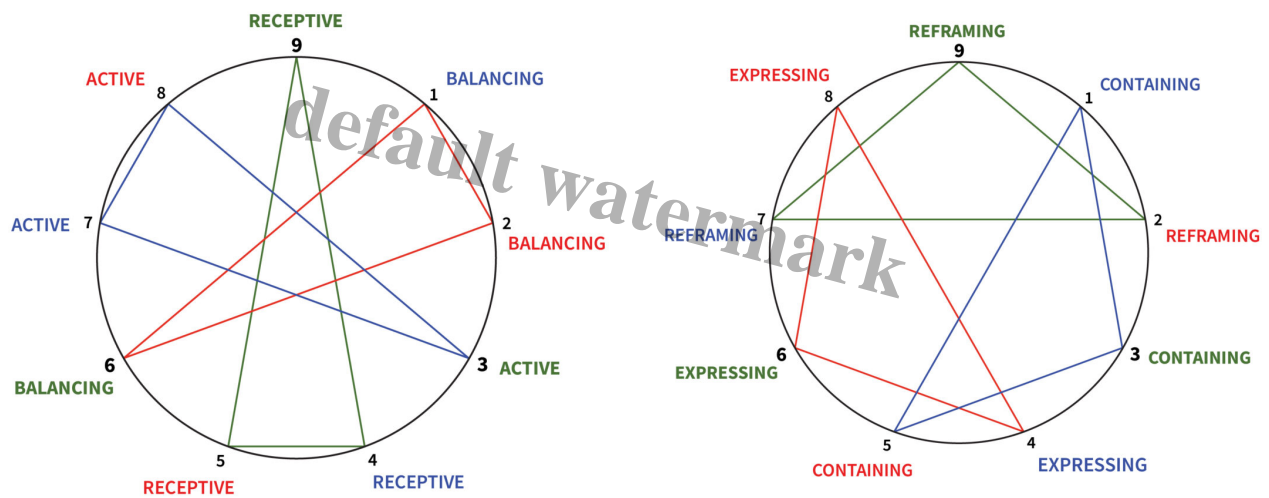 RECEPTIVE
9
ACTIVE
8
1
BALANCING
ACTIVE
7
2
BALANCING
6
BALANCING
3
ACTIVE
5
RECEPTIVE
4
RECEPTIVE
default watermark
REFRAMING
9
EXPRESSING
8
1
CONTAINING
7
REFRAMING
2
REFRAMING
6
EXPRESSING
3
CONTAINING
5
CONTAINING
4
EXPRESSING